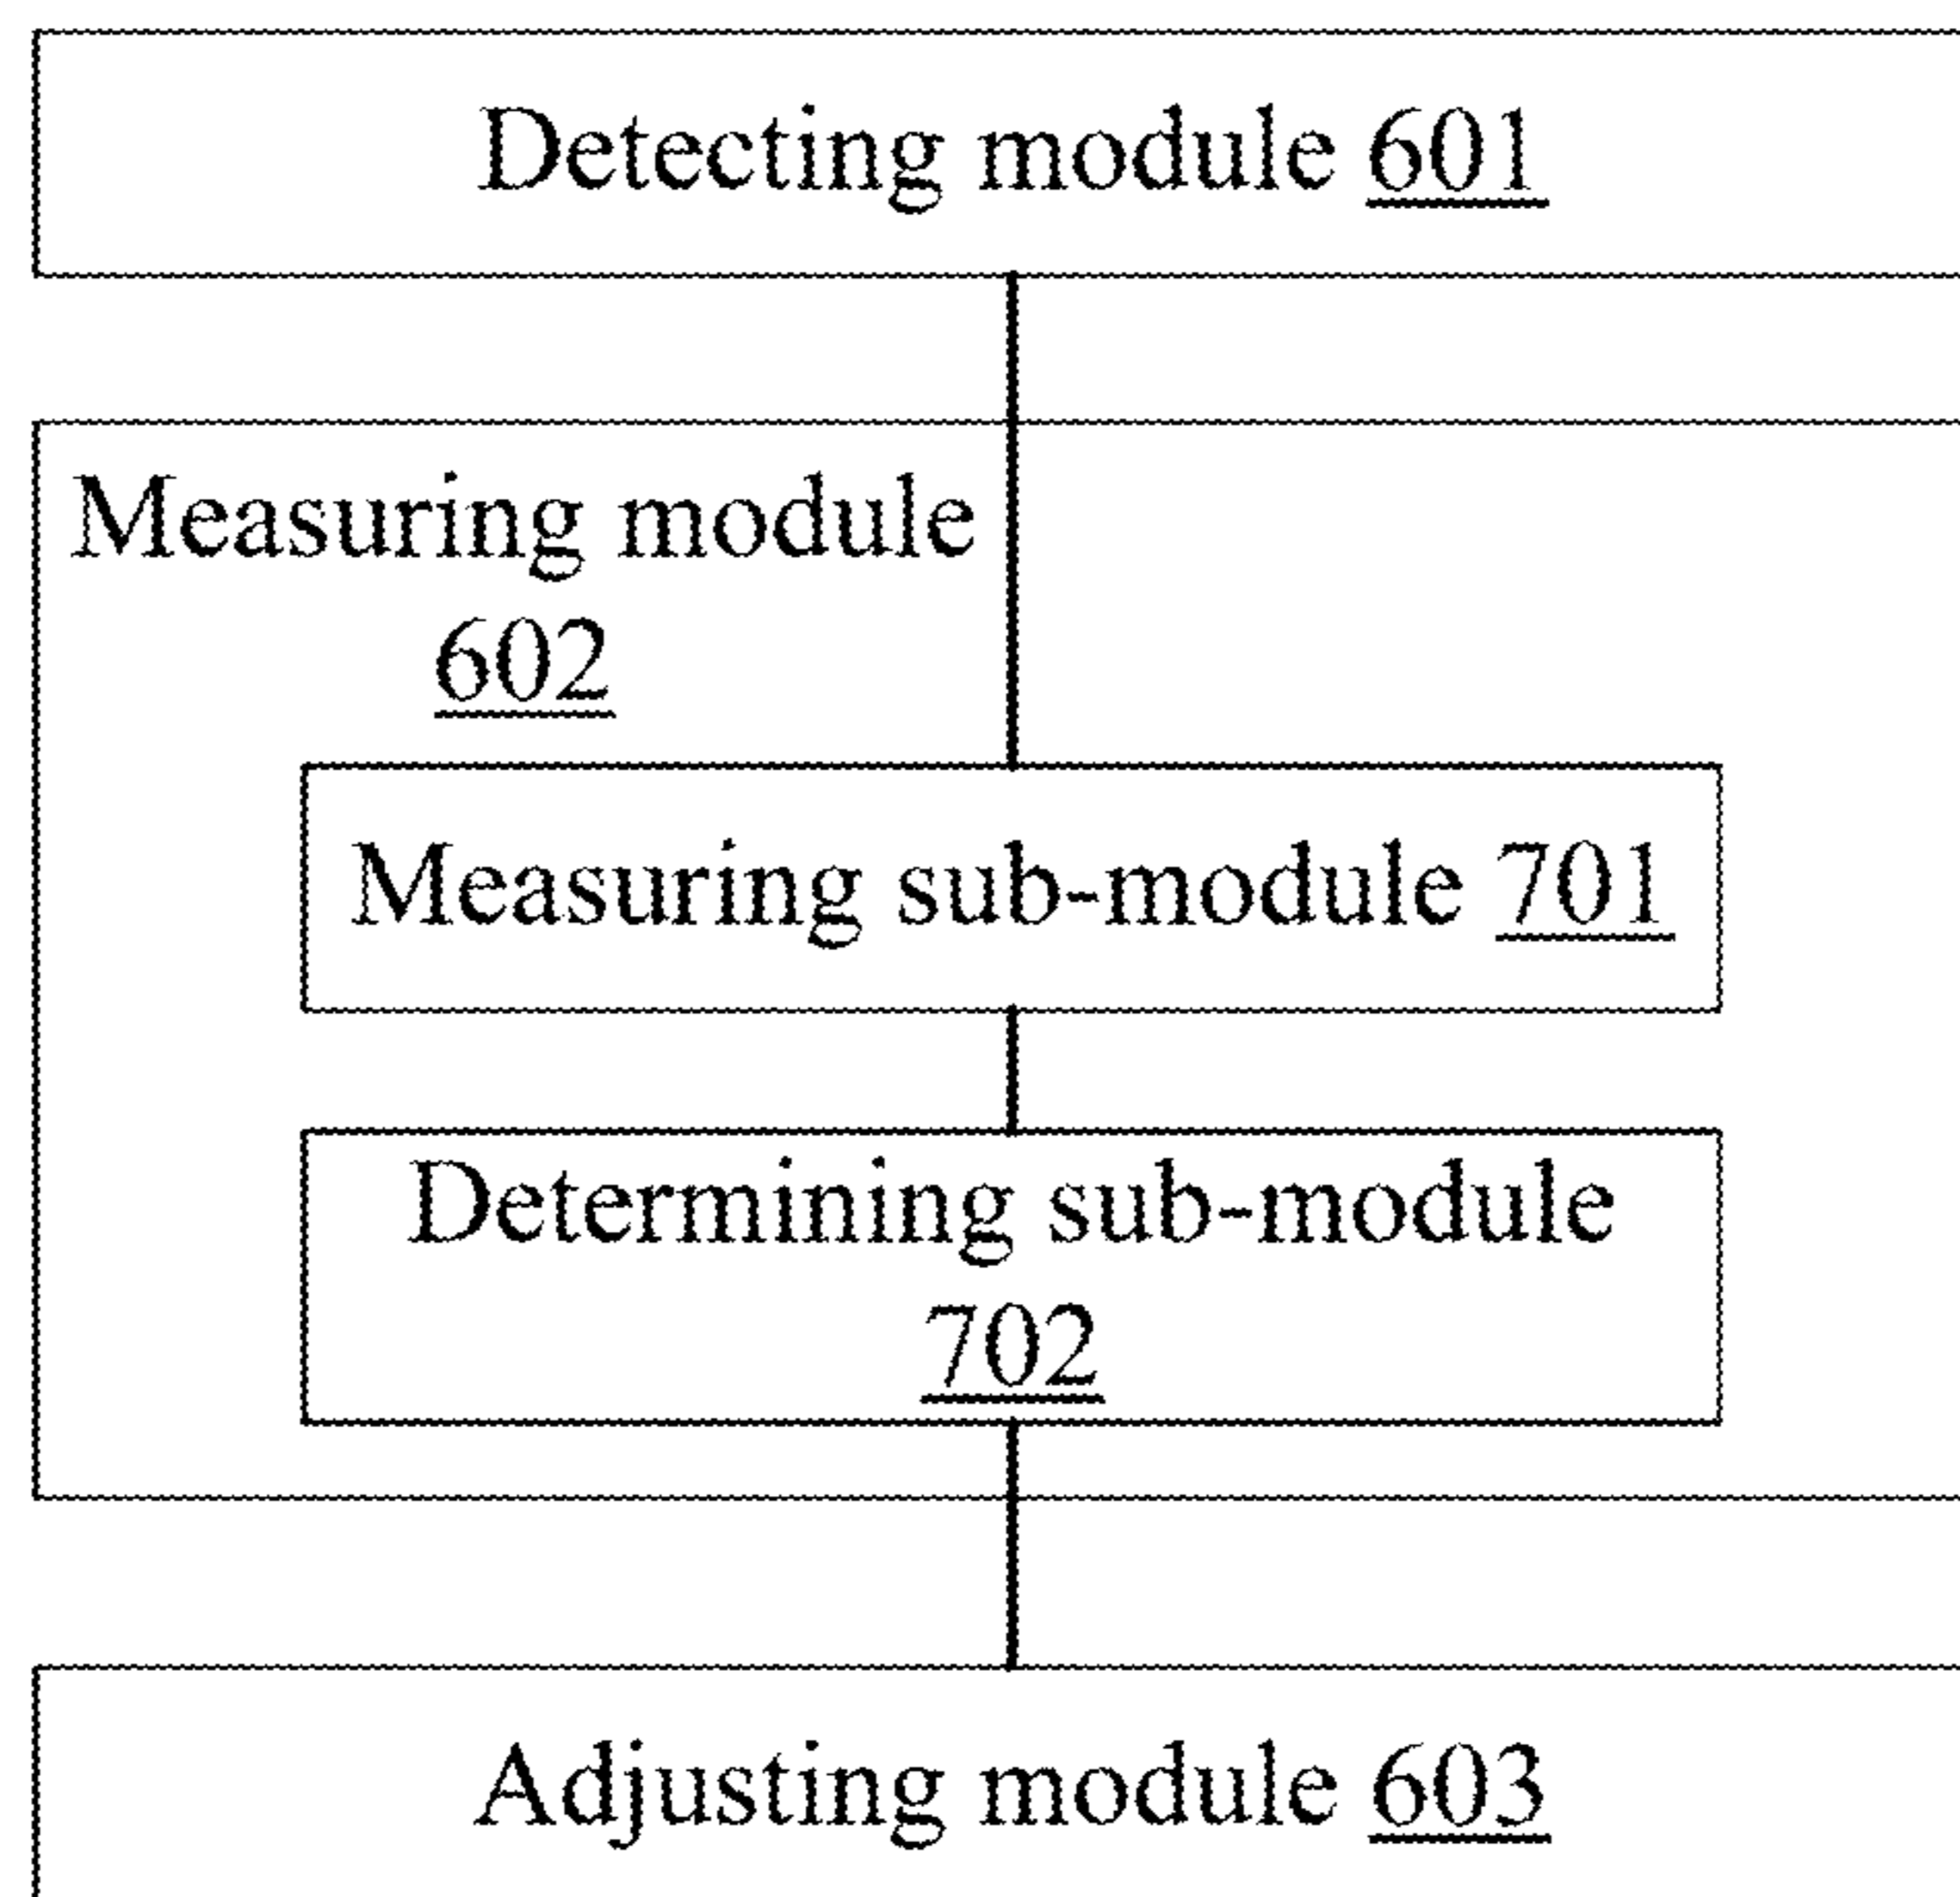 Detecting module 601
Measuring module
602
Measuring sub-module 701
Determining sub-module
702
Adjusting module 603